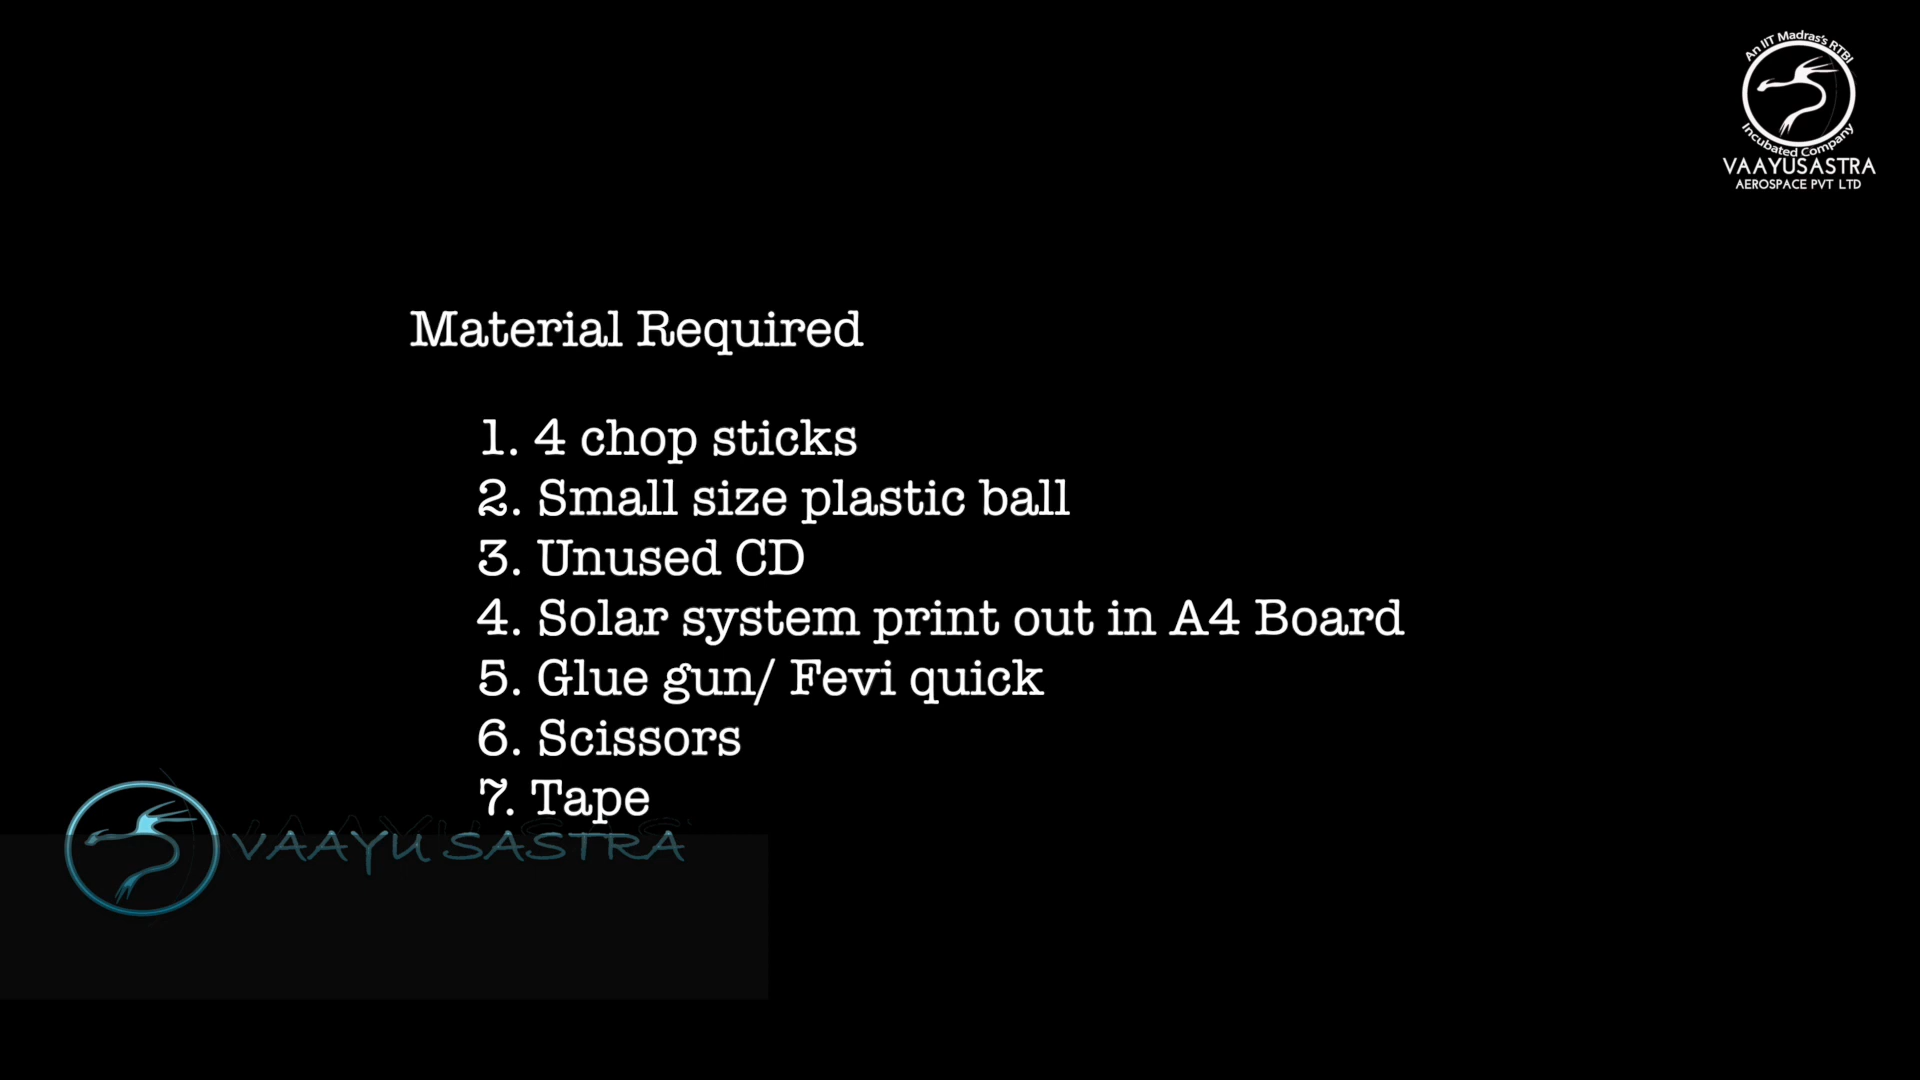 An IIT Madras's RTBI
Incubated Company
VAAYUSASTRA
AEROSPACE PVT LTD
Material Required
1. 4 chop sticks
2. Small size plastic ball
3. Unused CD
4. Solar system print out in A4 Board
5. Glue gun/ Fevi quick
6. Scissors
7. Tape
VAAYUSASTRA